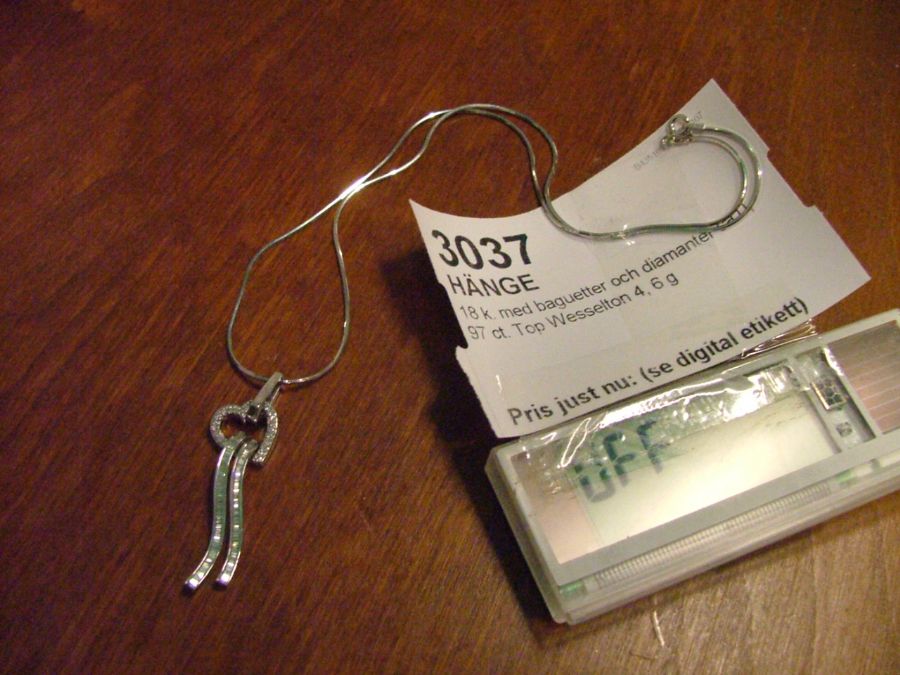 3037
HÄNGE
18 k. med baguetter och diamanter
97 ct. Top Wesselton 4, 6 g
Pris just nu: (se digital etikett)
OFF